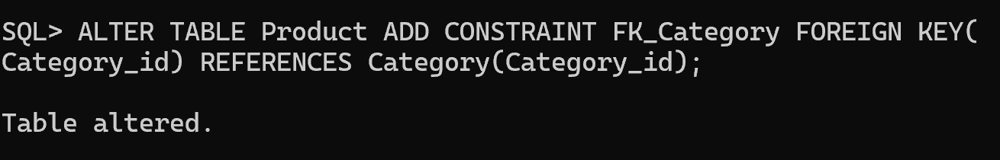 SQL> ALTER TABLE Product ADD CONSTRAINT FK_Category FOREIGN KEY(
Category_id) REFERENCES Category(Category_id);
Table altered.